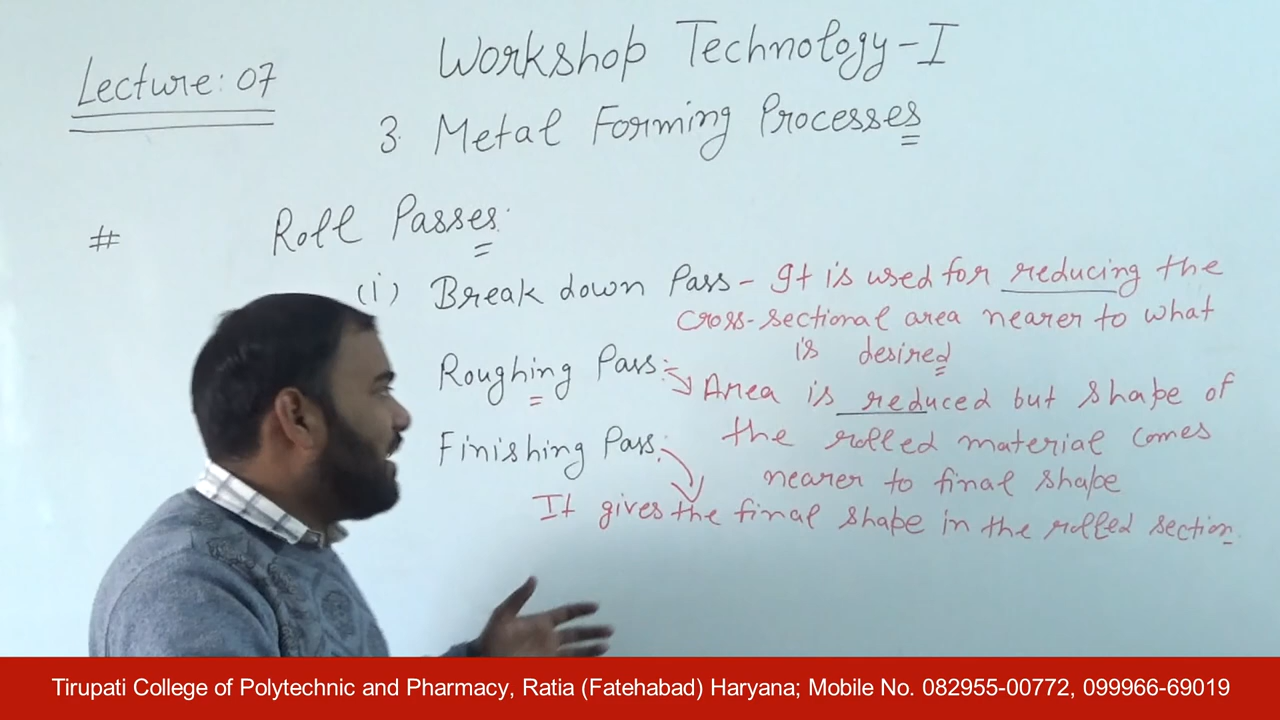 Lecture: 07
Workshop Technology-I
3. Metal Forming Processes
# Roll Passes:
(i) Break down Pass - It is used for reducing the
cross-sectional area nearer to what
is desired
Roughing Pass:- Area is reduced but shape of
the rolled material comes
nearer to final shape
Finishing Pass:
It gives the final shape in the rolled section.
Tirupati College of Polytechnic and Pharmacy, Ratia (Fatehabad) Haryana; Mobile No. 082955-00772, 099966-69019